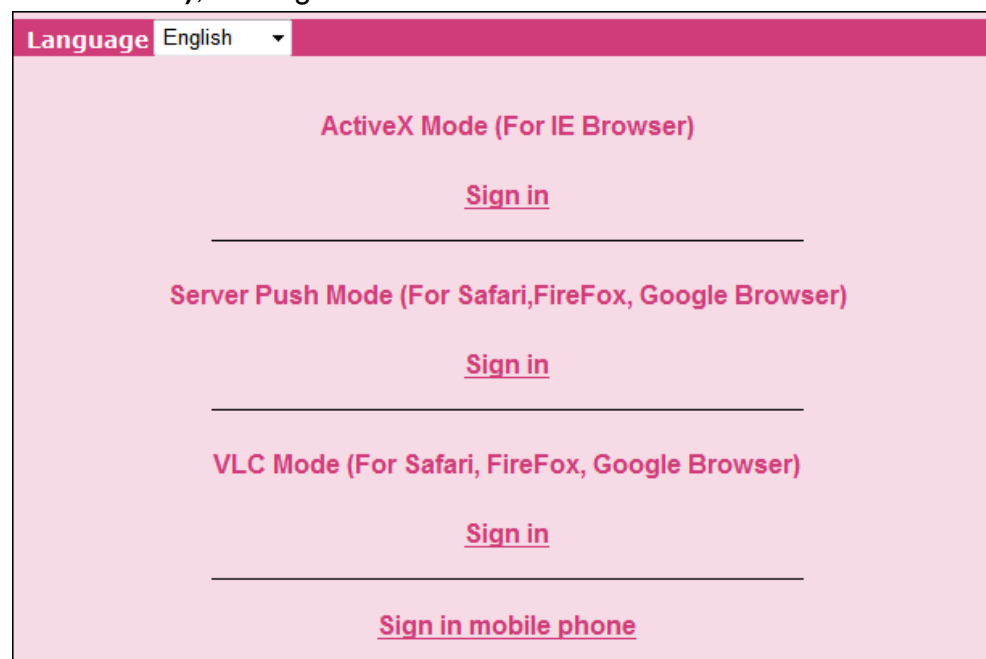 Language English
ActiveX Mode (For IE Browser)
Sign in
Server Push Mode (For Safari,FireFox, Google Browser)
Sign in
VLC Mode (For Safari, FireFox, Google Browser)
Sign in
Sign in mobile phone